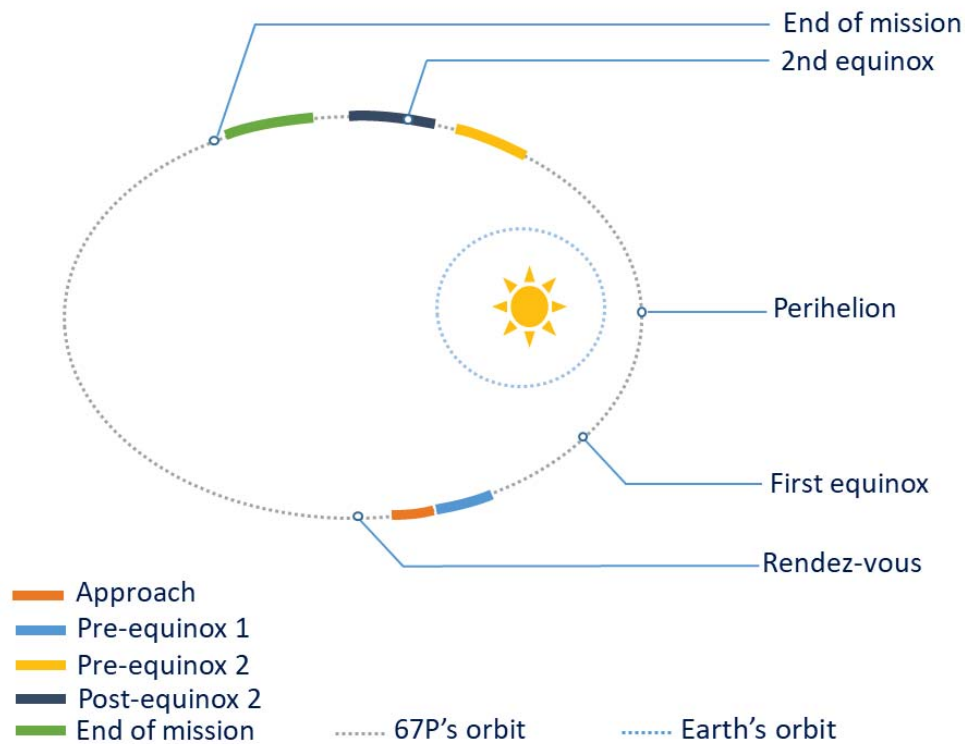 End of mission
2nd equinox
Perihelion
First equinox
Rendez-vous
Approach
Pre-equinox 1
Pre-equinox 2
Post-equinox 2
End of mission
67P's orbit
Earth's orbit